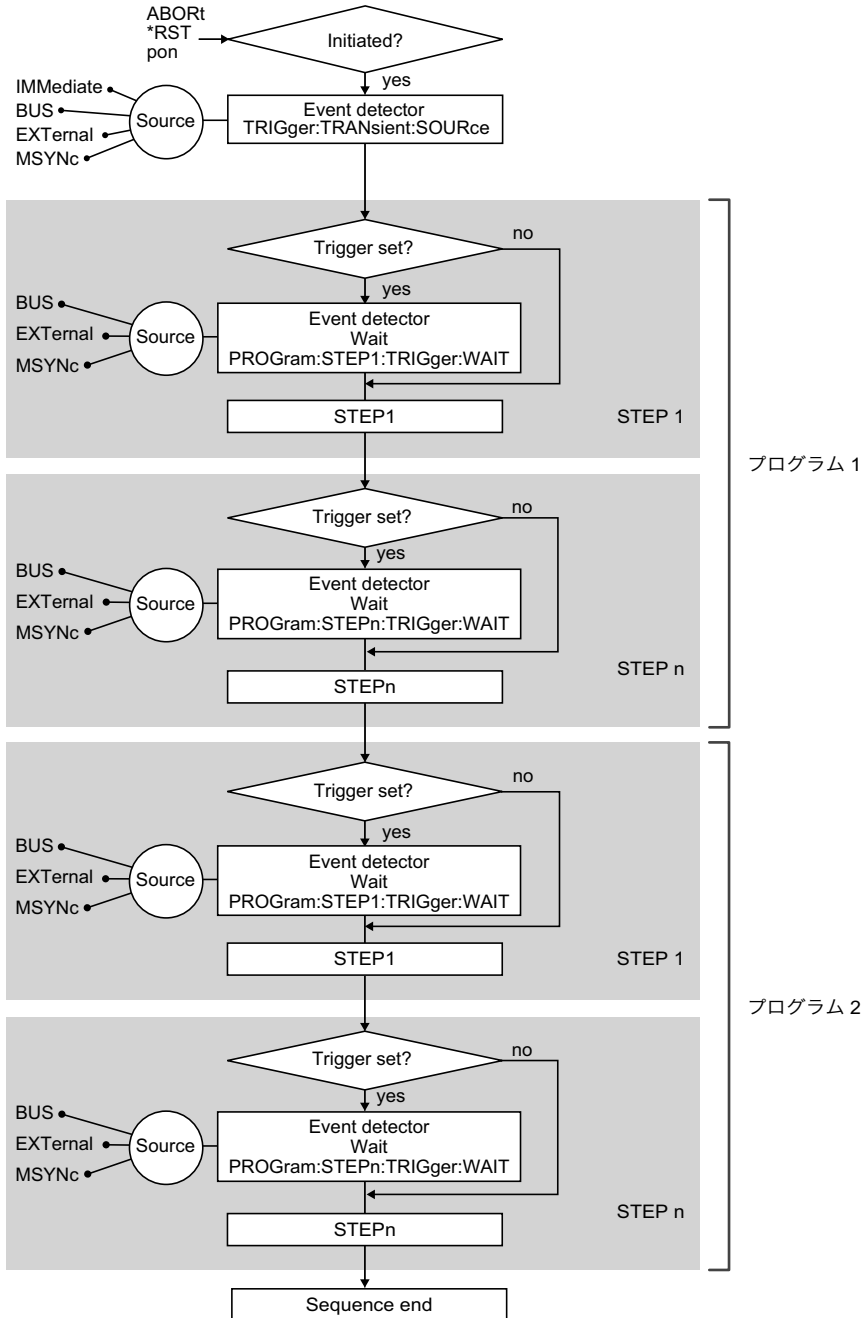 ABORt
*RST
pon
Initiated?
yes
IMMediate
BUS
EXTernal
MSYNc
Source
Event detector
TRIGger:TRANsient:SOURce
Trigger set?
no
yes
BUS
EXTernal
MSYNc
Source
Event detector
Wait
PROGram:STEP1:TRIGger:WAIT
STEP1
STEP 1
プログラム 1
Trigger set?
no
yes
BUS
EXTernal
MSYNc
Source
Event detector
Wait
PROGram:STEPn:TRIGger:WAIT
STEPn
STEP n
Trigger set?
no
yes
BUS
EXTernal
MSYNc
Source
Event detector
Wait
PROGram:STEP1:TRIGger:WAIT
STEP1
STEP 1
プログラム 2
Trigger set?
no
yes
BUS
EXTernal
MSYNc
Source
Event detector
Wait
PROGram:STEPn:TRIGger:WAIT
STEPn
STEP n
Sequence end